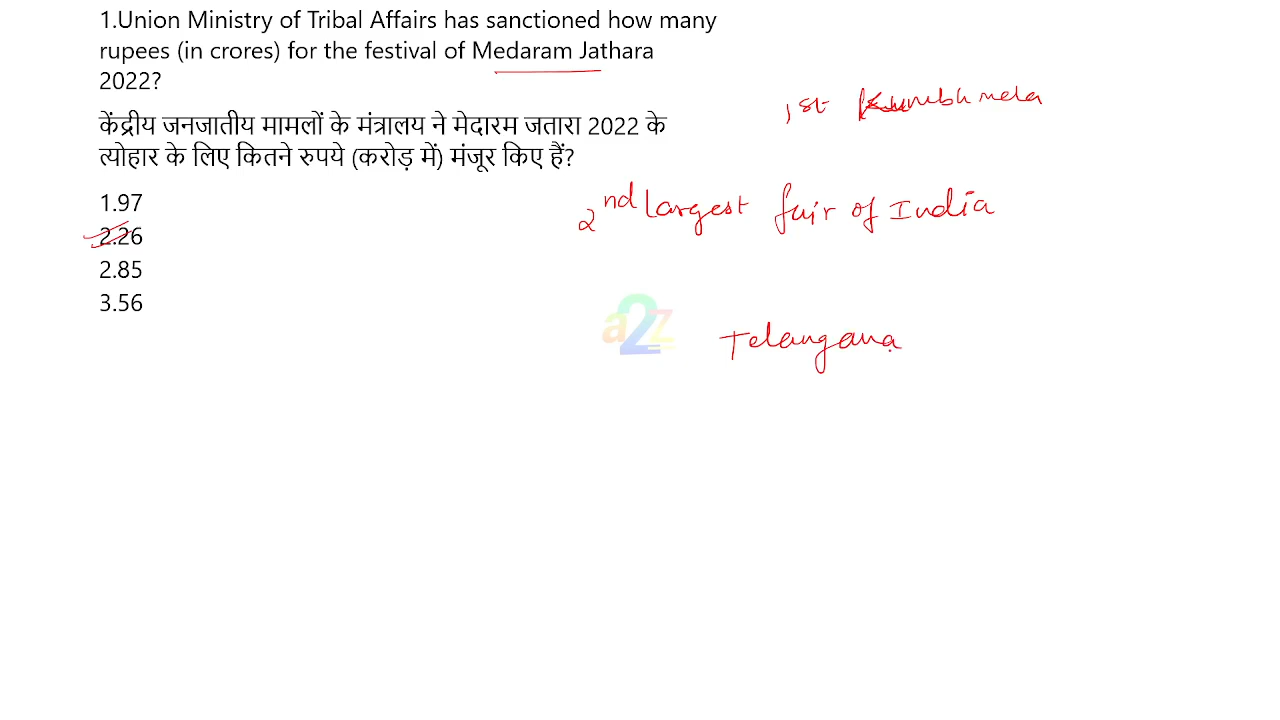 1.Union Ministry of Tribal Affairs has sanctioned how many
rupees (in crores) for the festival of Medaram Jathara
2022?
केंद्रीय जनजातीय मामलों के मंत्रालय ने मेदारम जतारा 2022 के
त्योहार के लिए कितने रुपये (करोड़ में) मंजूर किए हैं?
1.97
2.26
2.85
3.56
1st Kumbh mela
2nd largest fair of India
a2z
Telangana